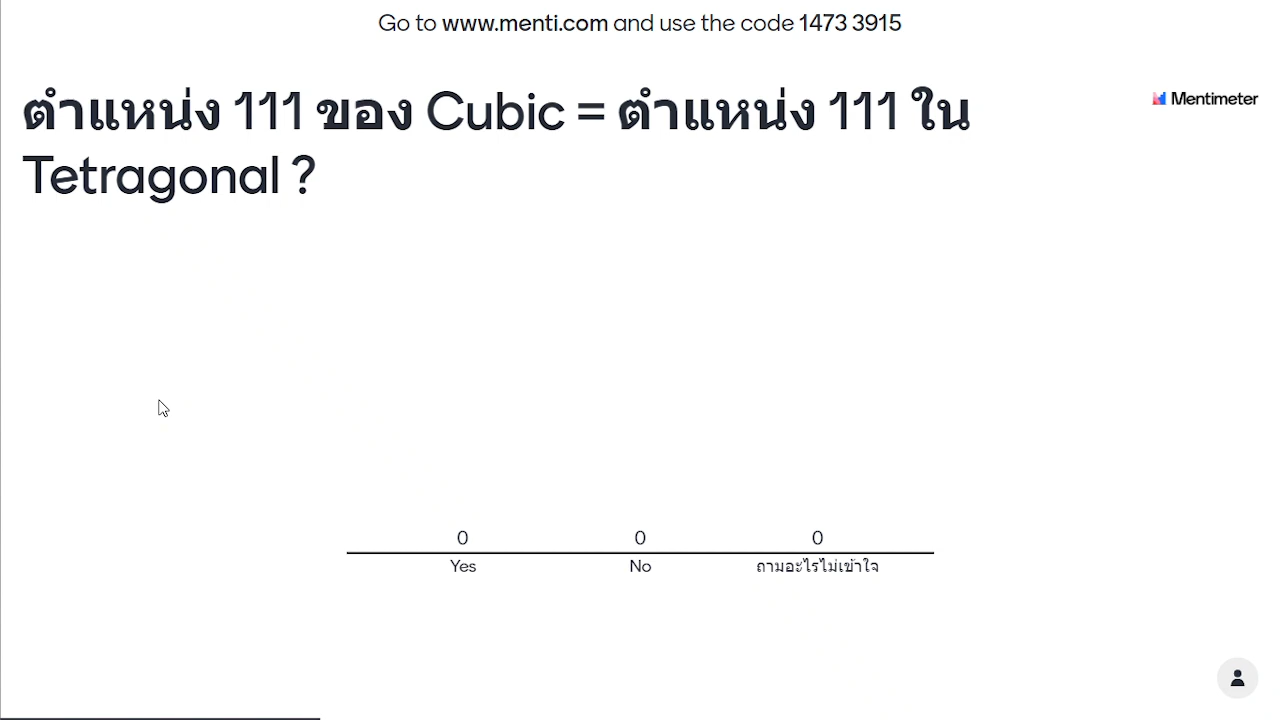 Go to www.menti.com and use the code 1473 3915
ตำแหน่ง 111 ของ Cubic = ตำแหน่ง 111 ใน
Tetragonal ?
Mentimeter
0 0 0
Yes No ถามอะไรไม่เข้าใจ